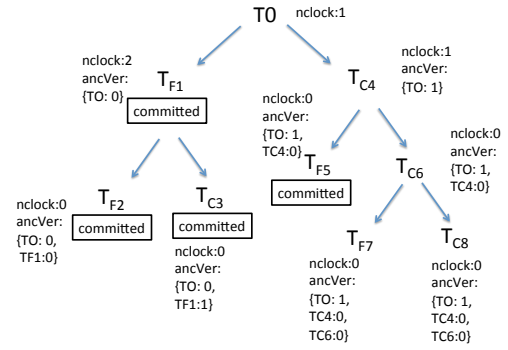 T0
nclock:1
nclock:2
ancVer:
{TO: 0}
TF1
committed
nclock:1
ancVer:
{TO: 1}
TC4
nclock:0
ancVer:
{TO: 1,
TC4:0}
TF5
committed
nclock:0
ancVer:
{TO: 1,
TC4:0}
TC6
nclock:0
ancVer:
{TO: 0,
TF1:0}
TF2
committed
TC3
committed
nclock:0
ancVer:
{TO: 0,
TF1:1}
TF7
nclock:0
ancVer:
{TO: 1,
TC4:0,
TC6:0}
TC8
nclock:0
ancVer:
{TO: 1,
TC4:0,
TC6:0}